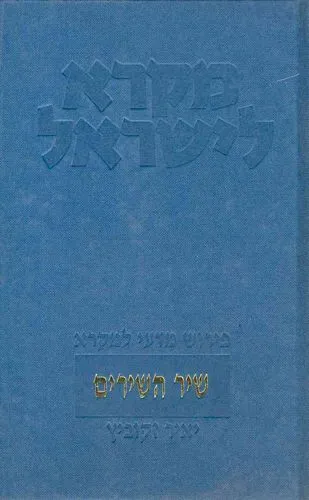 מקרא
לישראל
פירוש מדעי למקרא
שיר השירים
יאיר זקוביץ